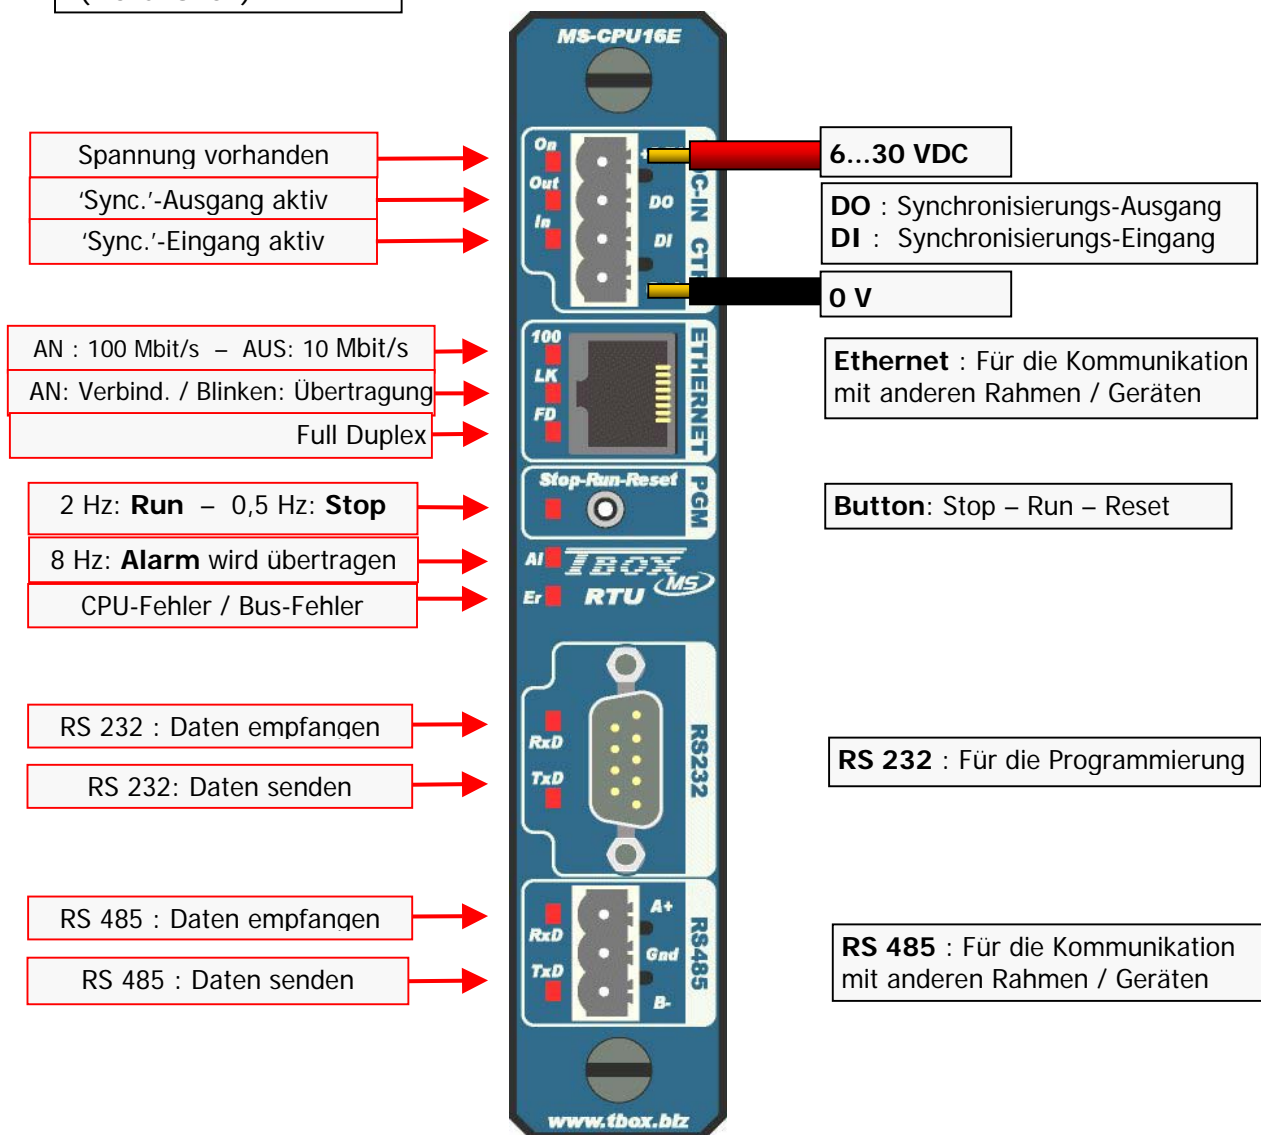 MS-CPU16E
Spannung vorhanden
'Sync.'-Ausgang aktiv
'Sync.'-Eingang aktiv
On
Out
In
DO
DI
6...30 VDC
DO : Synchronisierungs-Ausgang
DI : Synchronisierungs-Eingang
0 V
AN : 100 Mbit/s – AUS: 10 Mbit/s
AN: Verbind. / Blinken: Übertragung
Full Duplex
100
LK
FD
ETHERNET
Ethernet : Für die Kommunikation
mit anderen Rahmen / Geräten
2 Hz: Run – 0,5 Hz: Stop
8 Hz: Alarm wird übertragen
CPU-Fehler / Bus-Fehler
Stop-Run-Reset
PGM
Button: Stop – Run – Reset
Al
Er
TBOX
MS
RTU
RS 232 : Daten empfangen
RS 232: Daten senden
RxD
TxD
RS232
RS 232 : Für die Programmierung
RS 485 : Daten empfangen
RS 485 : Daten senden
RxD
TxD
A+
Gnd
B-
RS485
RS 485 : Für die Kommunikation
mit anderen Rahmen / Geräten
www.tbox.biz